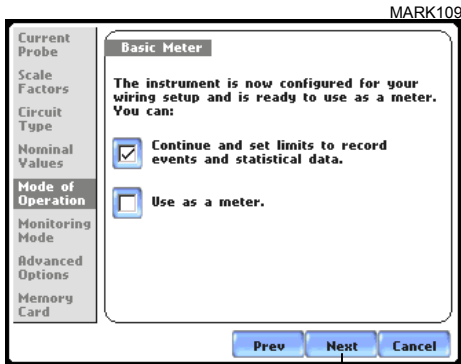 MARK109
Current
Probe
Scale
Factors
Circuit
Type
Nominal
Values
Mode of
Operation
Monitoring
Mode
Advanced
Options
Memory
Card
Basic Meter
The instrument is now configured for your
wiring setup and is ready to use as a meter.
You can:
Continue and set limits to record
events and statistical data.
Use as a meter.
Prev
Next
Cancel